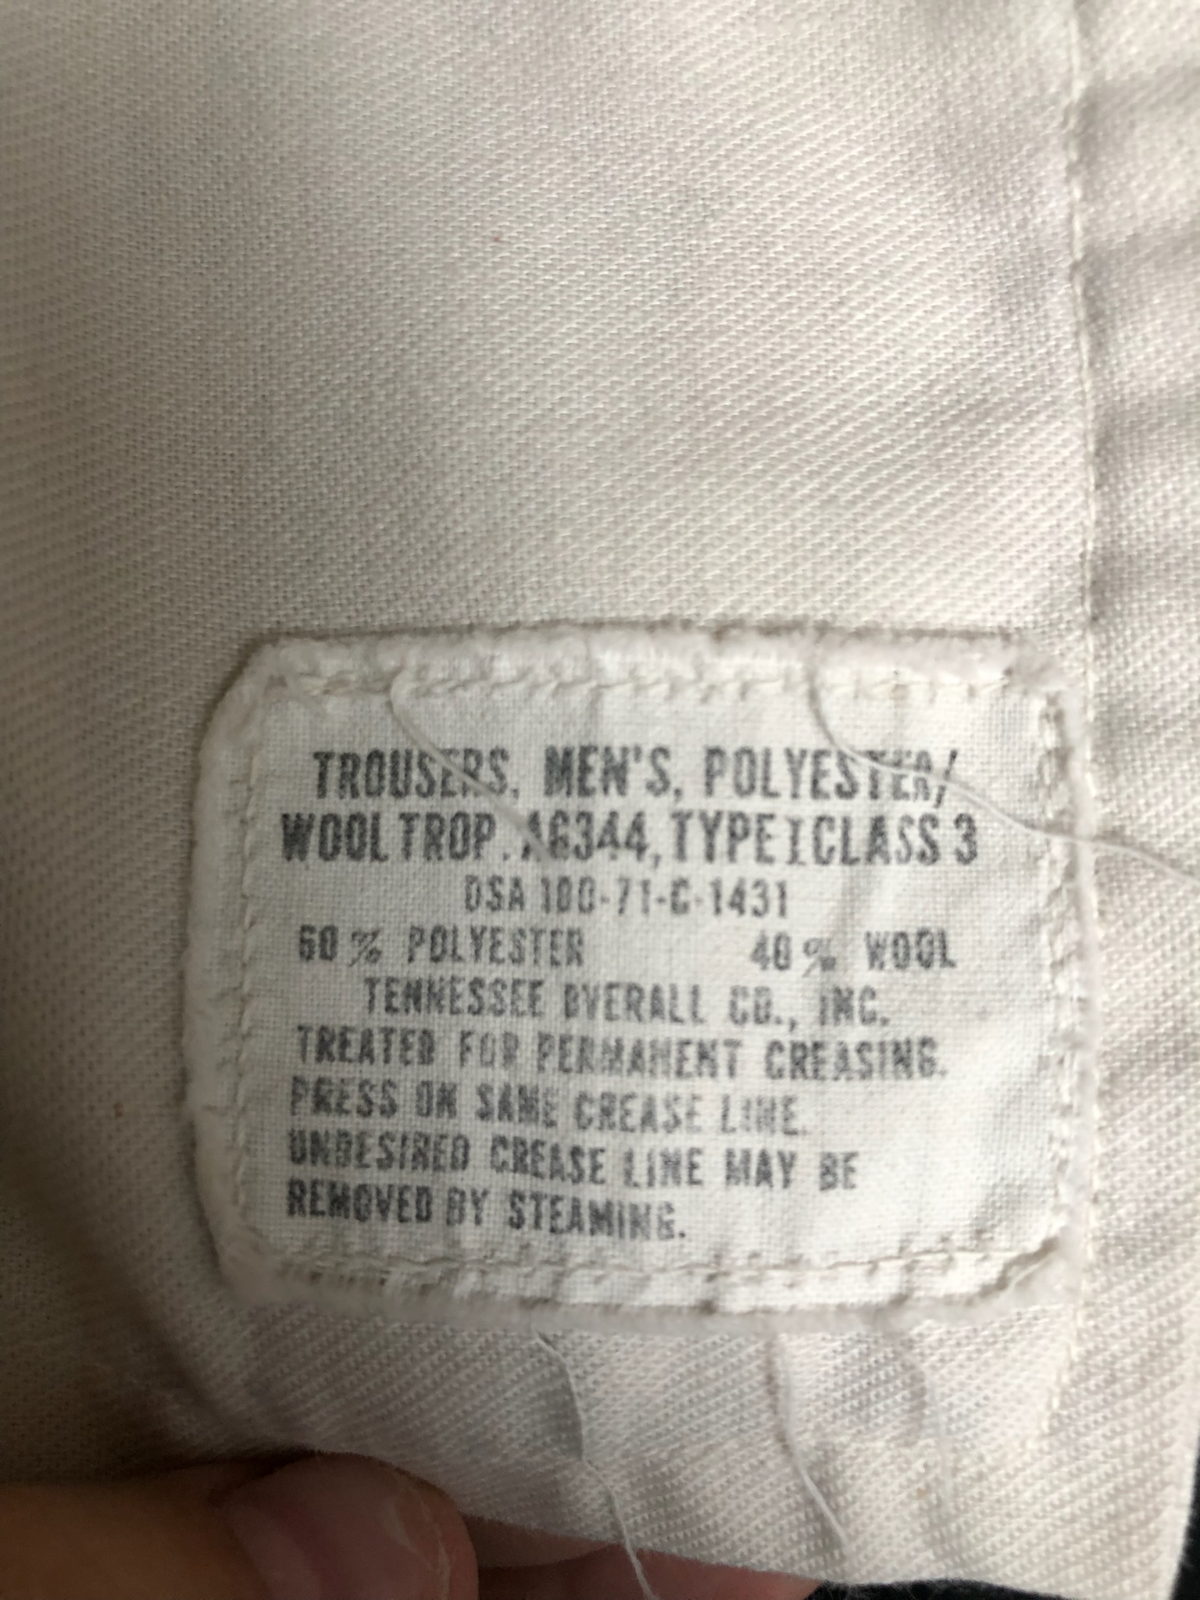 TROUSERS, MEN'S, POLYESTER/
WOOL TROP. AG344, TYPE I CLASS 3
DSA 100-71-C-1431
60% POLYESTER 40% WOOL
TENNESSEE OVERALL CO., INC.
TREATED FOR PERMANENT CREASING.
PRESS ON SAME CREASE LINE.
UNDESIRED CREASE LINE MAY BE
REMOVED BY STEAMING.